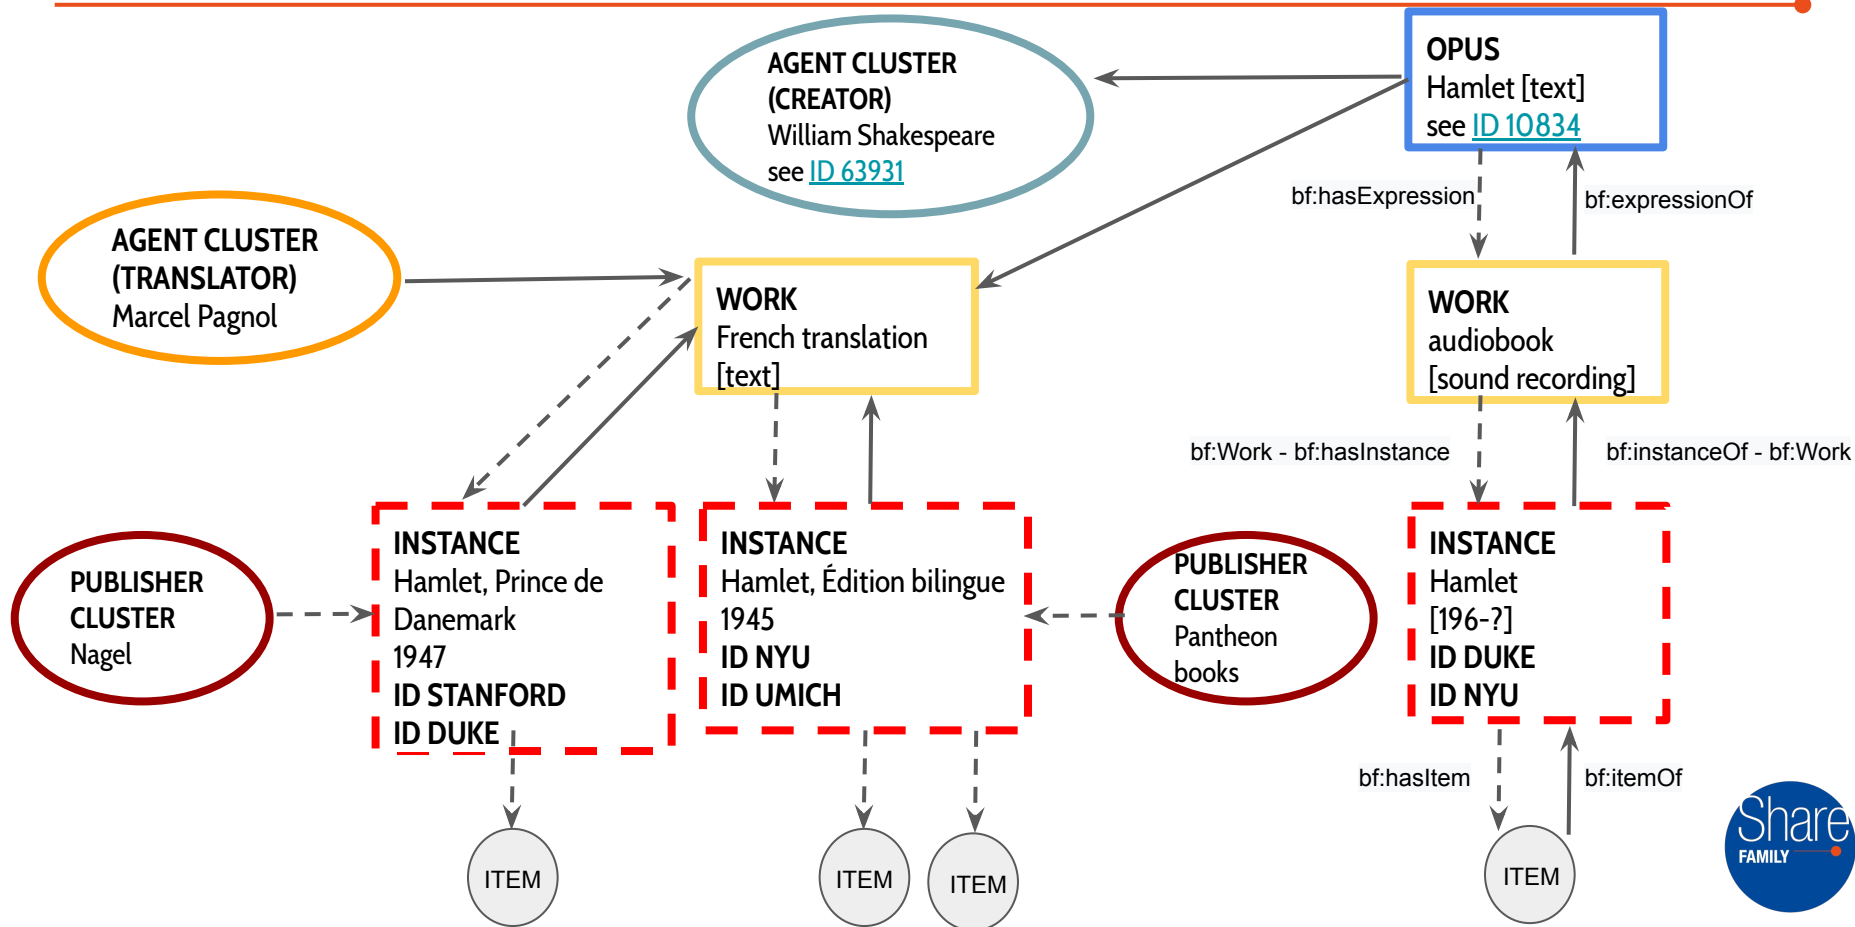 OPUS
Hamlet [text]
see ID 10834
AGENT CLUSTER
(CREATOR)
William Shakespeare
see ID 63931
bf:hasExpression
bf:expressionOf
AGENT CLUSTER
(TRANSLATOR)
Marcel Pagnol
WORK
French translation
[text]
WORK
audiobook
[sound recording]
bf:Work - bf:hasInstance
bf:instanceOf - bf:Work
PUBLISHER
CLUSTER
Nagel
INSTANCE
Hamlet, Prince de
Danemark
1947
ID STANFORD
ID DUKE
INSTANCE
Hamlet, Édition bilingue
1945
ID NYU
ID UMICH
PUBLISHER
CLUSTER
Pantheon
books
INSTANCE
Hamlet
[196-?]
ID DUKE
ID NYU
bf:hasItem
bf:itemOf
ITEM
ITEM
ITEM
ITEM
Share
FAMILY